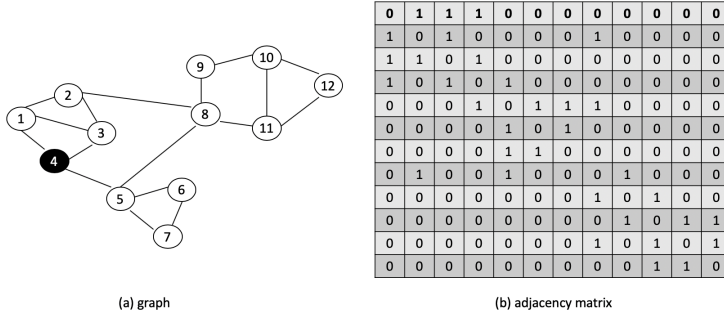 10
9
12
2
8
1
3
11
4
6
5
7
(a) graph
0 1 1 1 0 0 0 0 0 0 0 0
1 0 1 0 0 0 0 1 0 0 0 0
1 1 0 1 0 0 0 0 0 0 0 0
1 0 1 0 1 0 0 0 0 0 0 0
0 0 0 1 0 1 1 1 0 0 0 0
0 0 0 0 1 0 1 0 0 0 0 0
0 0 0 0 1 1 0 0 0 0 0 0
0 1 0 0 1 0 0 0 1 0 0 0
0 0 0 0 0 0 0 1 0 1 0 0
0 0 0 0 0 0 0 0 1 0 1 1
0 0 0 0 0 0 0 1 0 1 0 1
0 0 0 0 0 0 0 0 0 1 1 0
(b) adjacency matrix